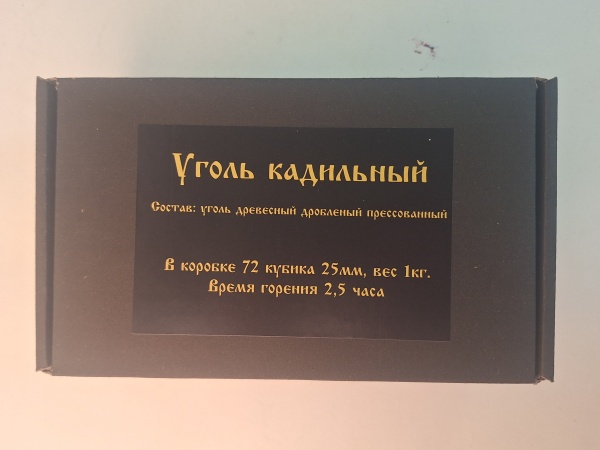 Уголь кадильный
Состав: уголь древесный дробленый прессованный
В коробке 72 кубика 25мм, вес 1кг.
Время горения 2,5 часа